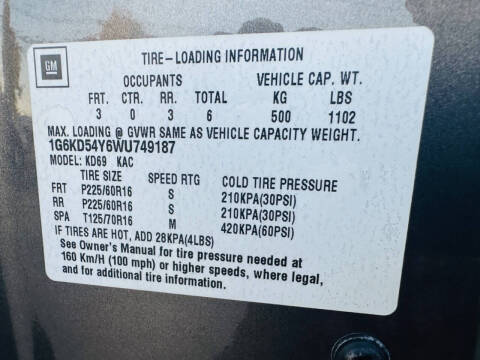 GM
TIRE-LOADING INFORMATION
OCCUPANTS VEHICLE CAP. WT.
FRT. CTR. RR. TOTAL KG LBS
3 0 3 6 500 1102
MAX. LOADING @ GVWR SAME AS VEHICLE CAPACITY WEIGHT.
1G6KD54Y6WU749187
MODEL: KD69 KAC
TIRE SIZE SPEED RTG COLD TIRE PRESSURE
FRT P225/60R16 S 210KPA(30PSI)
RR P225/60R16 S 210KPA(30PSI)
SPA T125/70R16 M 420KPA(60PSI)
IF TIRES ARE HOT, ADD 28KPA(4LBS)
See Owner's Manual for tire pressure needed at
160 Km/H (100 mph) or higher speeds, where legal,
and for additional tire information.